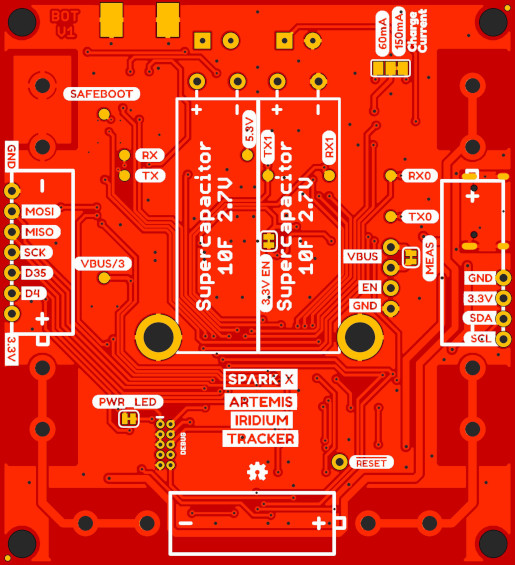 BOT
V1
60mA
150mA
Charge
Current
SAFEBOOT
5.3V
TX1
RX1
RX
TX
Supercapacitor
10F 2.7V
Supercapacitor
10F 2.7V
+ -
+ -
RX0
TX0
GND
-
MOSI
MISO
SCK
D35
D4
+
3.3V
VBUS/3
3.3V EN
VBUS
EN
GND
MEAS
+
GND
3.3V
SDA
SCL
SPARK X
ARTEMIS
IRIDIUM
TRACKER
PWR_LED
DEBUG
RESET
- +